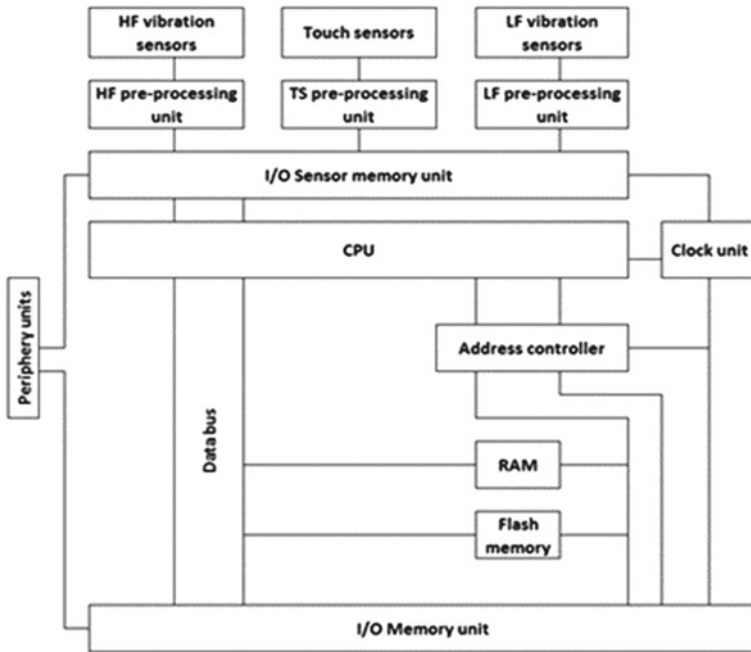 HF vibration
sensors
Touch sensors
LF vibration
sensors
HF pre-processing
unit
TS pre-processing
unit
LF pre-processing
unit
I/O Sensor memory unit
CPU
Clock unit
Periphery units
Address controller
Data bus
RAM
Flash
memory
I/O Memory unit